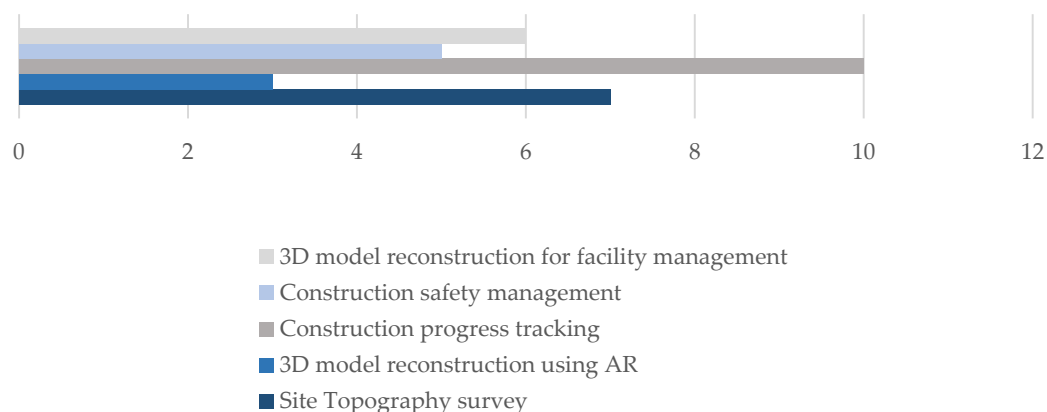 0 2 4 6 8 10 12
3D model reconstruction for facility management
Construction safety management
Construction progress tracking
3D model reconstruction using AR
Site Topography survey